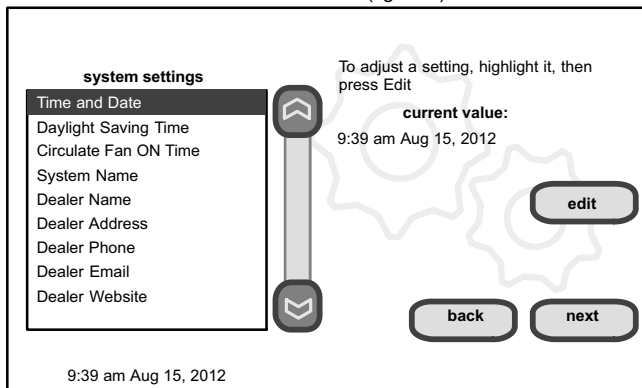 system settings
Time and Date
Daylight Saving Time
Circulate Fan ON Time
System Name
Dealer Name
Dealer Address
Dealer Phone
Dealer Email
Dealer Website
To adjust a setting, highlight it, then
press Edit
current value:
9:39 am Aug 15, 2012
edit
back
next
9:39 am Aug 15, 2012